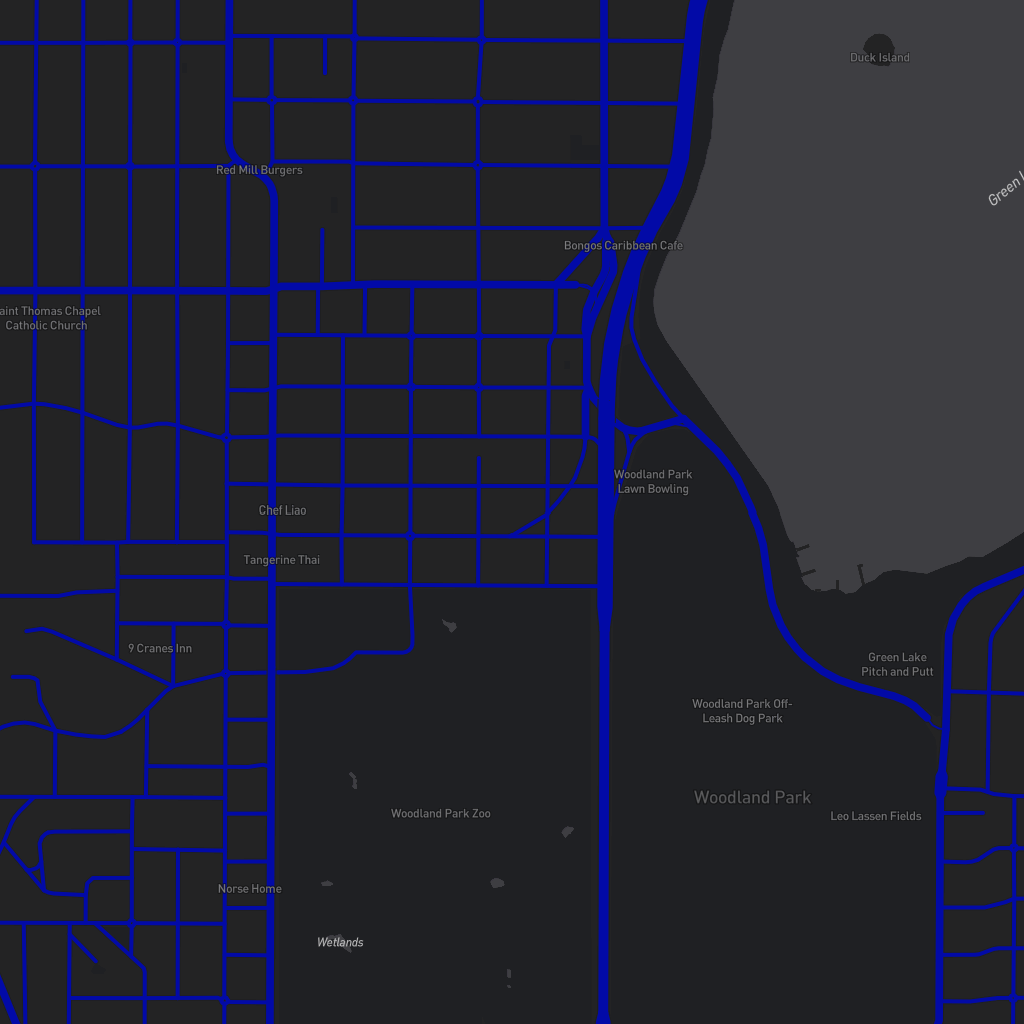 Duck Island
Red Mill Burgers
Green L
Bongos Caribbean Cafe
aint Thomas Chapel
Catholic Church
Woodland Park
Lawn Bowling
Chef Liao
Tangerine Thai
9 Cranes Inn
Green Lake
Pitch and Putt
Woodland Park Off-
Leash Dog Park
Woodland Park
Woodland Park Zoo
Leo Lassen Fields
Norse Home
Wetlands